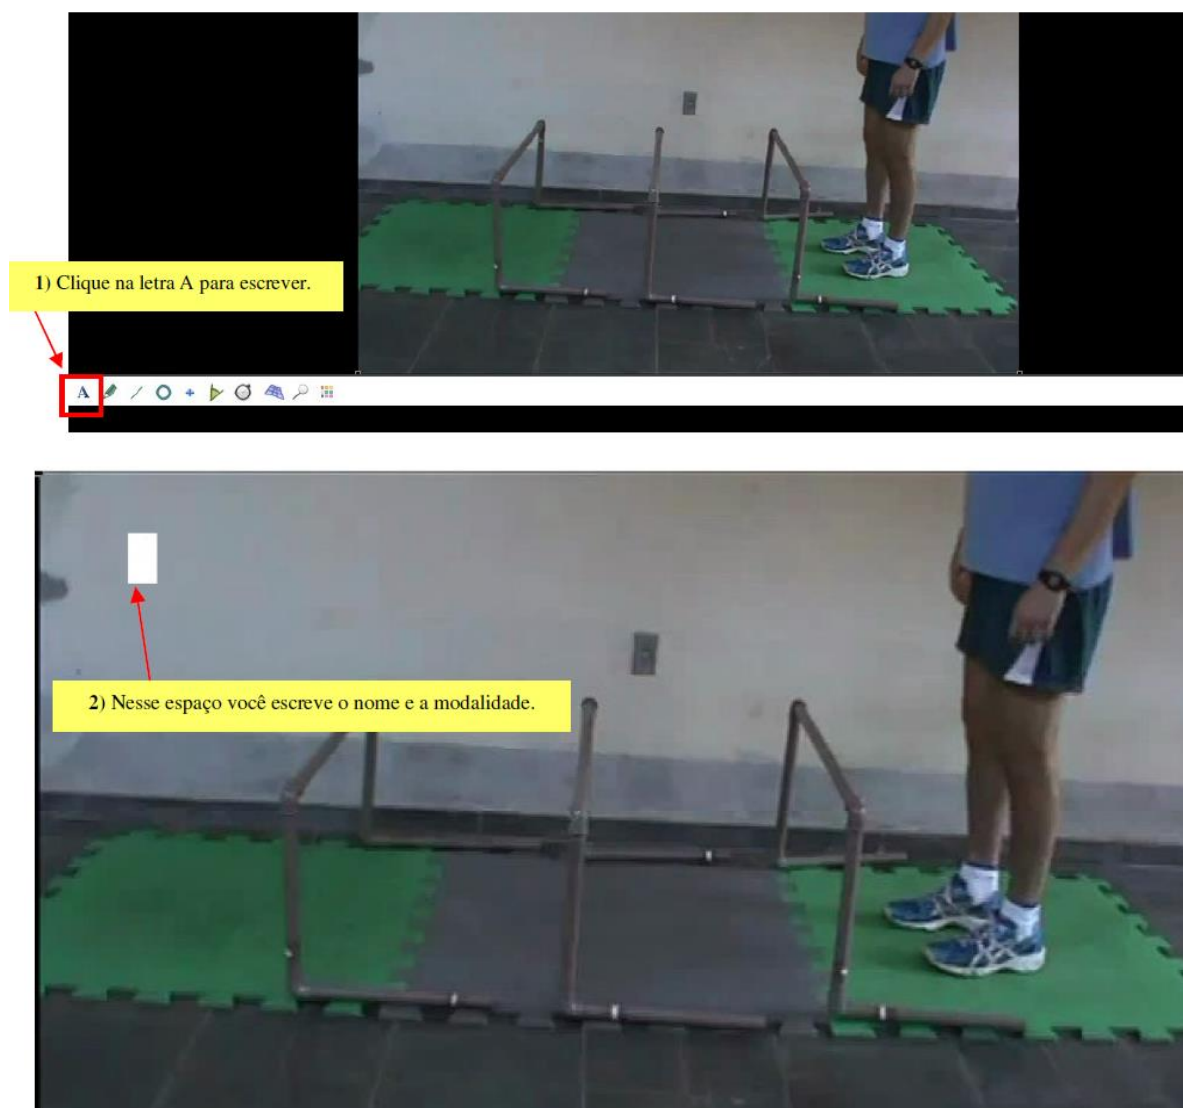 1) Clique na letra A para escrever.
A
2) Nesse espaço você escreve o nome e a modalidade.